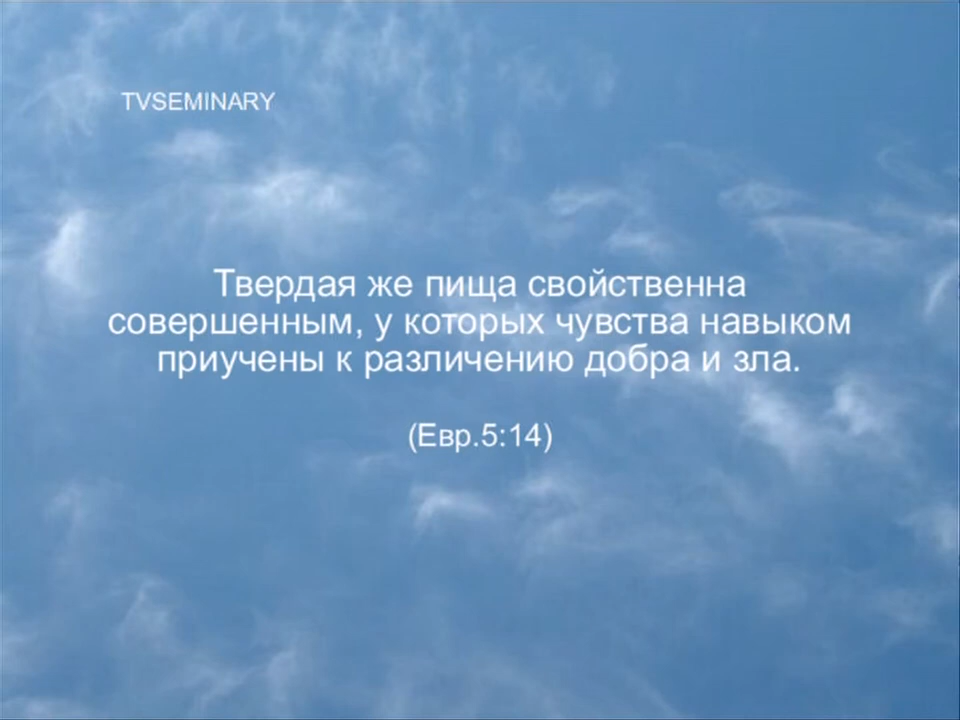 TVSEMINARY
Твердая же пища свойственна
совершенным, у которых чувства навыком
приучены к различению добра и зла.
(Евр.5:14)